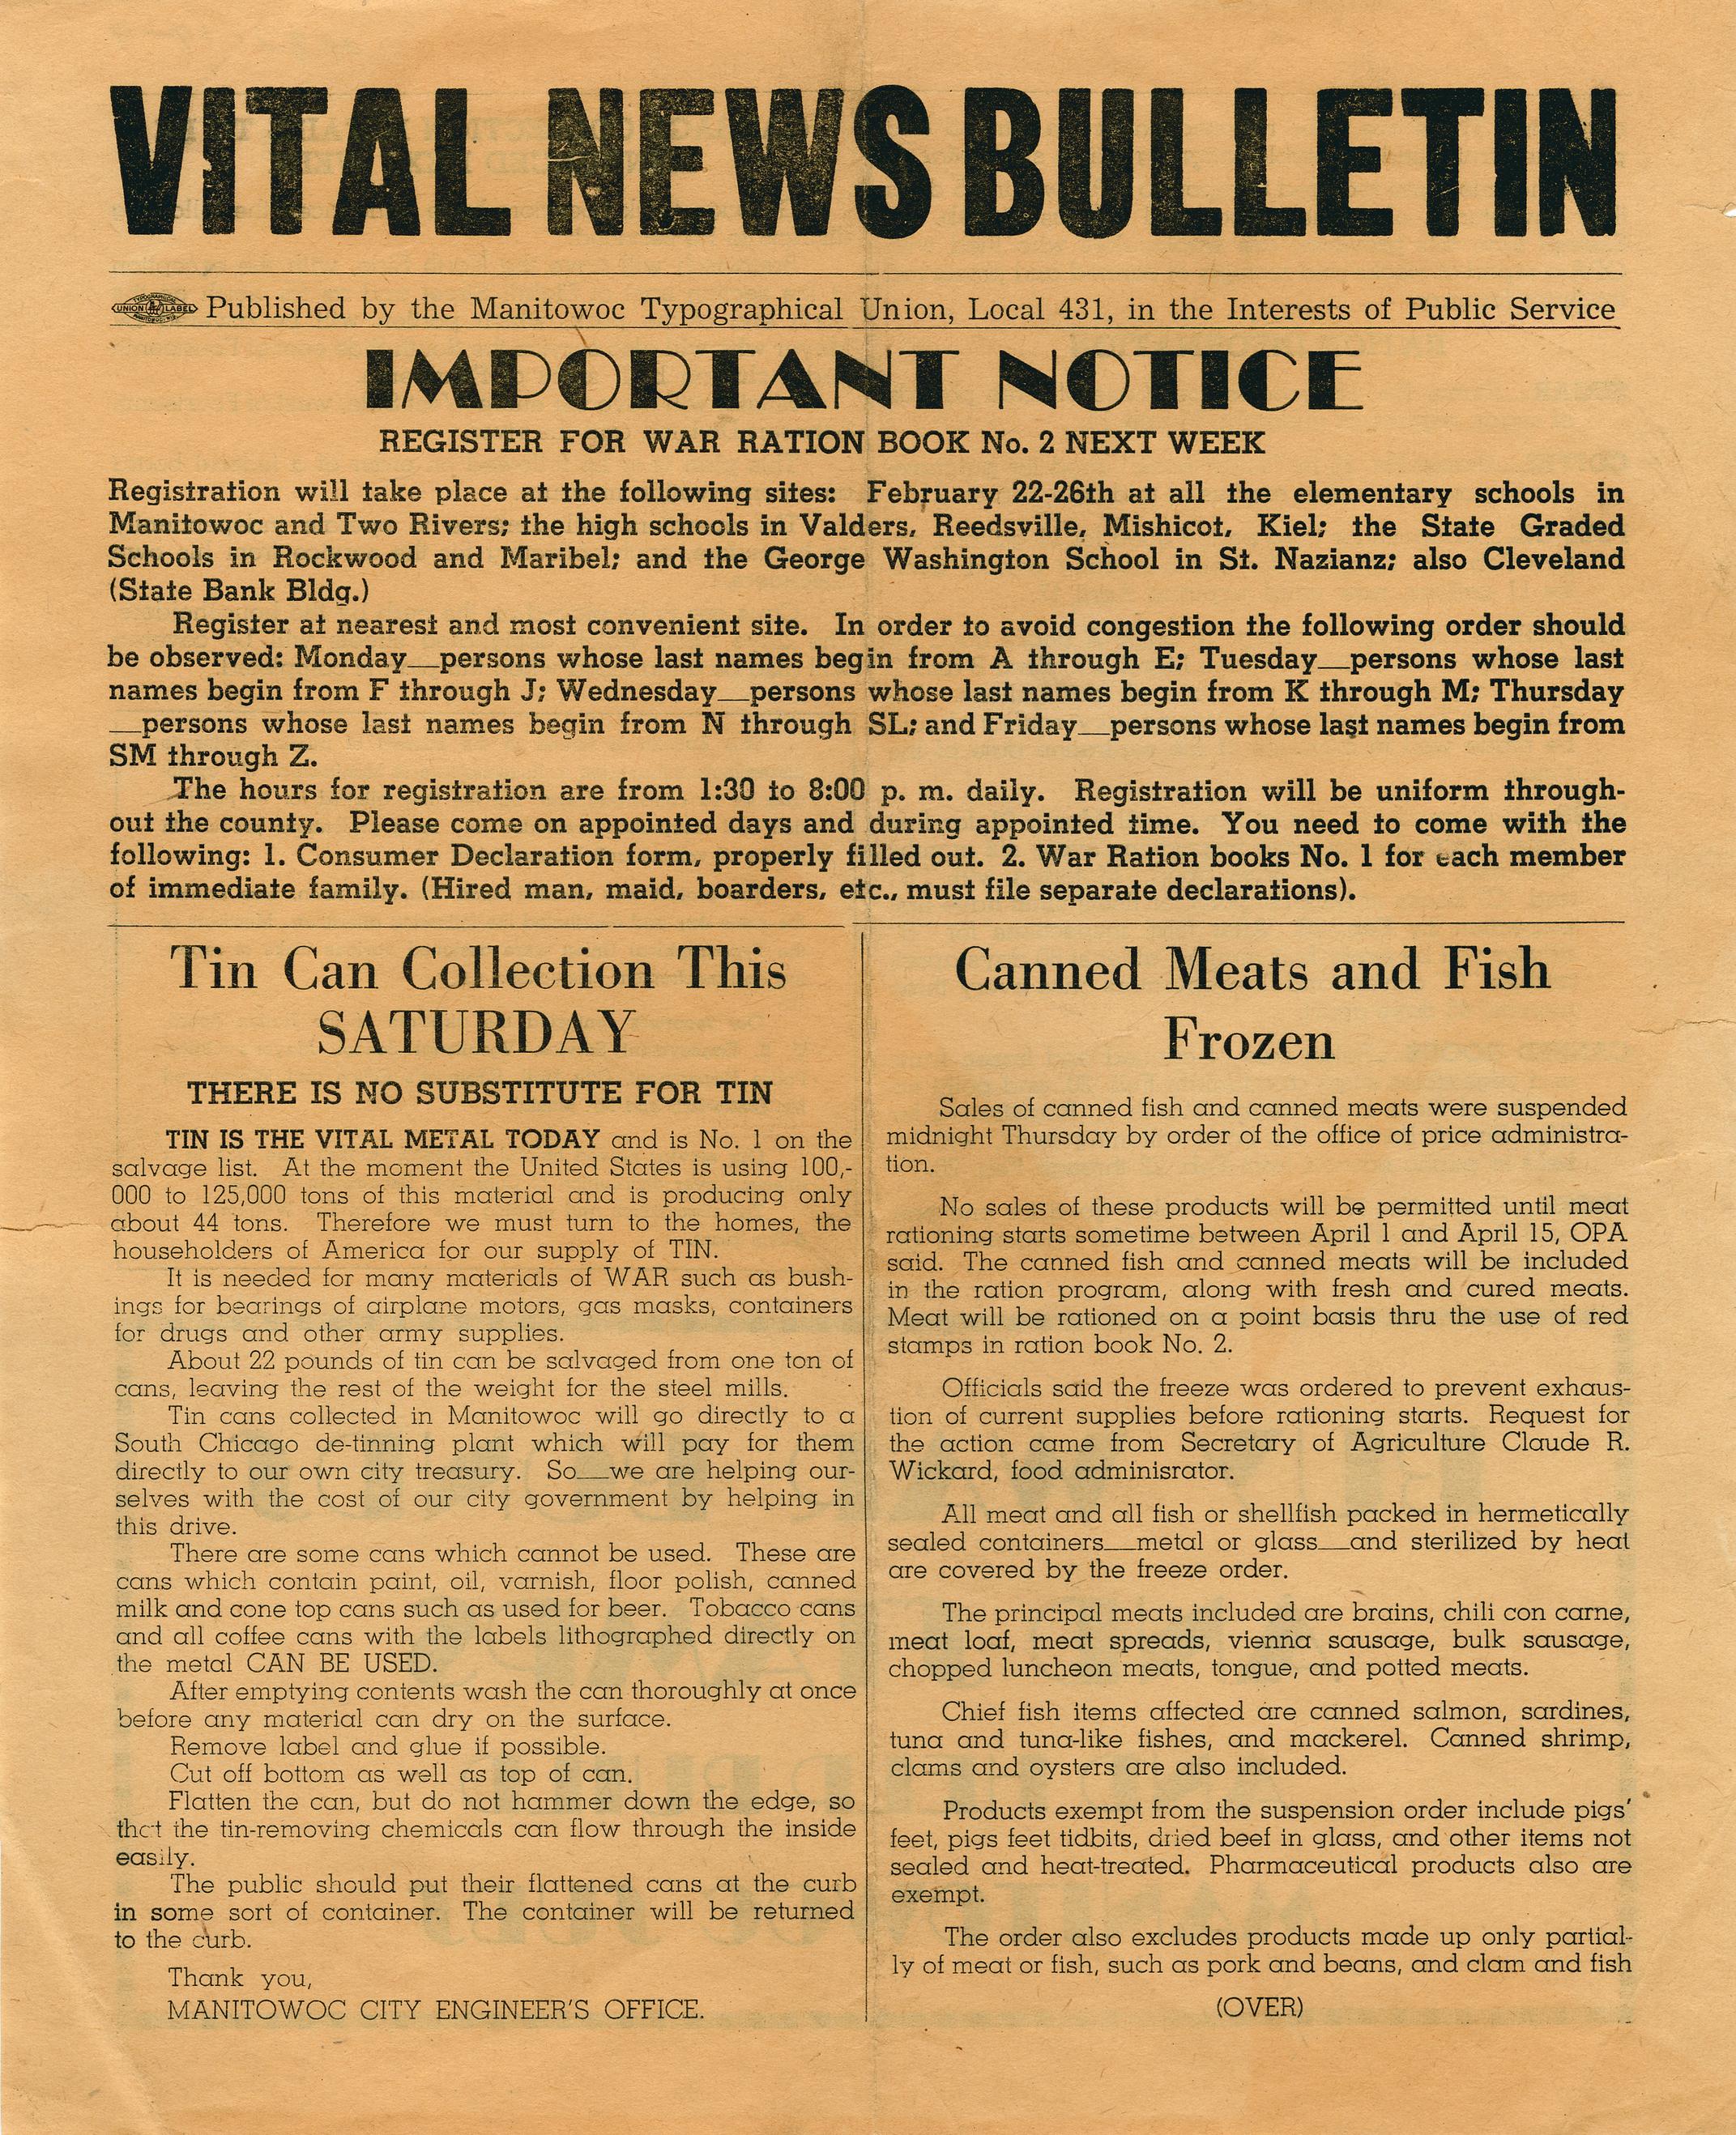 VITAL NEWS BULLETIN
UNION LABEL
Published by the Manitowoc Typographical Union, Local 431, in the Interests of Public Service
IMPORTANT NOTICE
REGISTER FOR WAR RATION BOOK No. 2 NEXT WEEK
Registration will take place at the following sites: February 22-26th at all the elementary schools in
Manitowoc and Two Rivers; the high schools in Valders, Reedsville, Mishicot, Kiel; the State Graded
Schools in Rockwood and Maribel; and the George Washington School in St. Nazianz; also Cleveland
(State Bank Bldg.)
Register at nearest and most convenient site. In order to avoid congestion the following order should
be observed: Monday—persons whose last names begin from A through E; Tuesday—persons whose last
names begin from F through J; Wednesday—persons whose last names begin from K through M; Thursday
—persons whose last names begin from N through SL; and Friday—persons whose last names begin from
SM through Z.
The hours for registration are from 1:30 to 8:00 p. m. daily. Registration will be uniform through-
out the county. Please come on appointed days and during appointed time. You need to come with the
following: 1. Consumer Declaration form, properly filled out. 2. War Ration books No. 1 for each member
of immediate family. (Hired man, maid, boarders, etc., must file separate declarations).
Tin Can Collection This
SATURDAY
THERE IS NO SUBSTITUTE FOR TIN
TIN IS THE VITAL METAL TODAY and is No. 1 on the
salvage list. At the moment the United States is using 100,-
000 to 125,000 tons of this material and is producing only
about 44 tons. Therefore we must turn to the homes, the
householders of America for our supply of TIN.
It is needed for many materials of WAR such as bush-
ings for bearings of airplane motors, gas masks, containers
for drugs and other army supplies.
About 22 pounds of tin can be salvaged from one ton of
cans, leaving the rest of the weight for the steel mills.
Tin cans collected in Manitowoc will go directly to a
South Chicago de-tinning plant which will pay for them
directly to our own city treasury. So—we are helping our-
selves with the cost of our city government by helping in
this drive.
There are some cans which cannot be used. These are
cans which contain paint, oil, varnish, floor polish, canned
milk and cone top cans such as used for beer. Tobacco cans
and all coffee cans with the labels lithographed directly on
the metal CAN BE USED.
After emptying contents wash the can thoroughly at once
before any material can dry on the surface.
Remove label and glue if possible.
Cut off bottom as well as top of can.
Flatten the can, but do not hammer down the edge, so
that the tin-removing chemicals can flow through the inside
easily.
The public should put their flattened cans at the curb
in some sort of container. The container will be returned
to the curb.
Thank you,
MANITOWOC CITY ENGINEER'S OFFICE.
Canned Meats and Fish
Frozen
Sales of canned fish and canned meats were suspended
midnight Thursday by order of the office of price administra-
tion.
No sales of these products will be permitted until meat
rationing starts sometime between April 1 and April 15, OPA
said. The canned fish and canned meats will be included
in the ration program, along with fresh and cured meats.
Meat will be rationed on a point basis thru the use of red
stamps in ration book No. 2.
Officials said the freeze was ordered to prevent exhaus-
tion of current supplies before rationing starts. Request for
the action came from Secretary of Agriculture Claude R.
Wickard, food adminisrator.
All meat and all fish or shellfish packed in hermetically
sealed containers—metal or glass—and sterilized by heat
are covered by the freeze order.
The principal meats included are brains, chili con carne,
meat loaf, meat spreads, vienna sausage, bulk sausage,
chopped luncheon meats, tongue, and potted meats.
Chief fish items affected are canned salmon, sardines,
tuna and tuna-like fishes, and mackerel. Canned shrimp,
clams and oysters are also included.
Products exempt from the suspension order include pigs'
feet, pigs feet tidbits, dried beef in glass, and other items not
sealed and heat-treated. Pharmaceutical products also are
exempt.
The order also excludes products made up only partial-
ly of meat or fish, such as pork and beans, and clam and fish
(OVER)